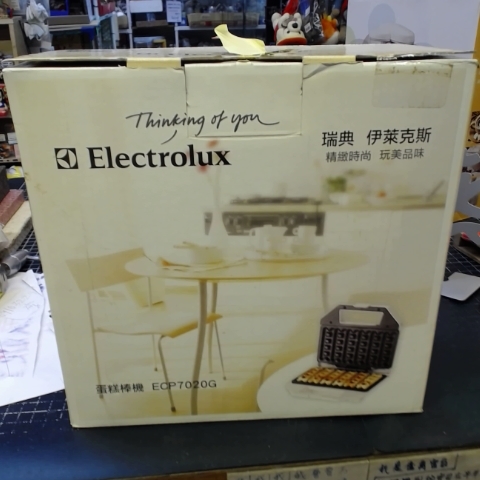 Thinking of you
Electrolux
瑞典 伊萊克斯
精緻時尚 玩美品味
蛋糕棒機 ECP7020G